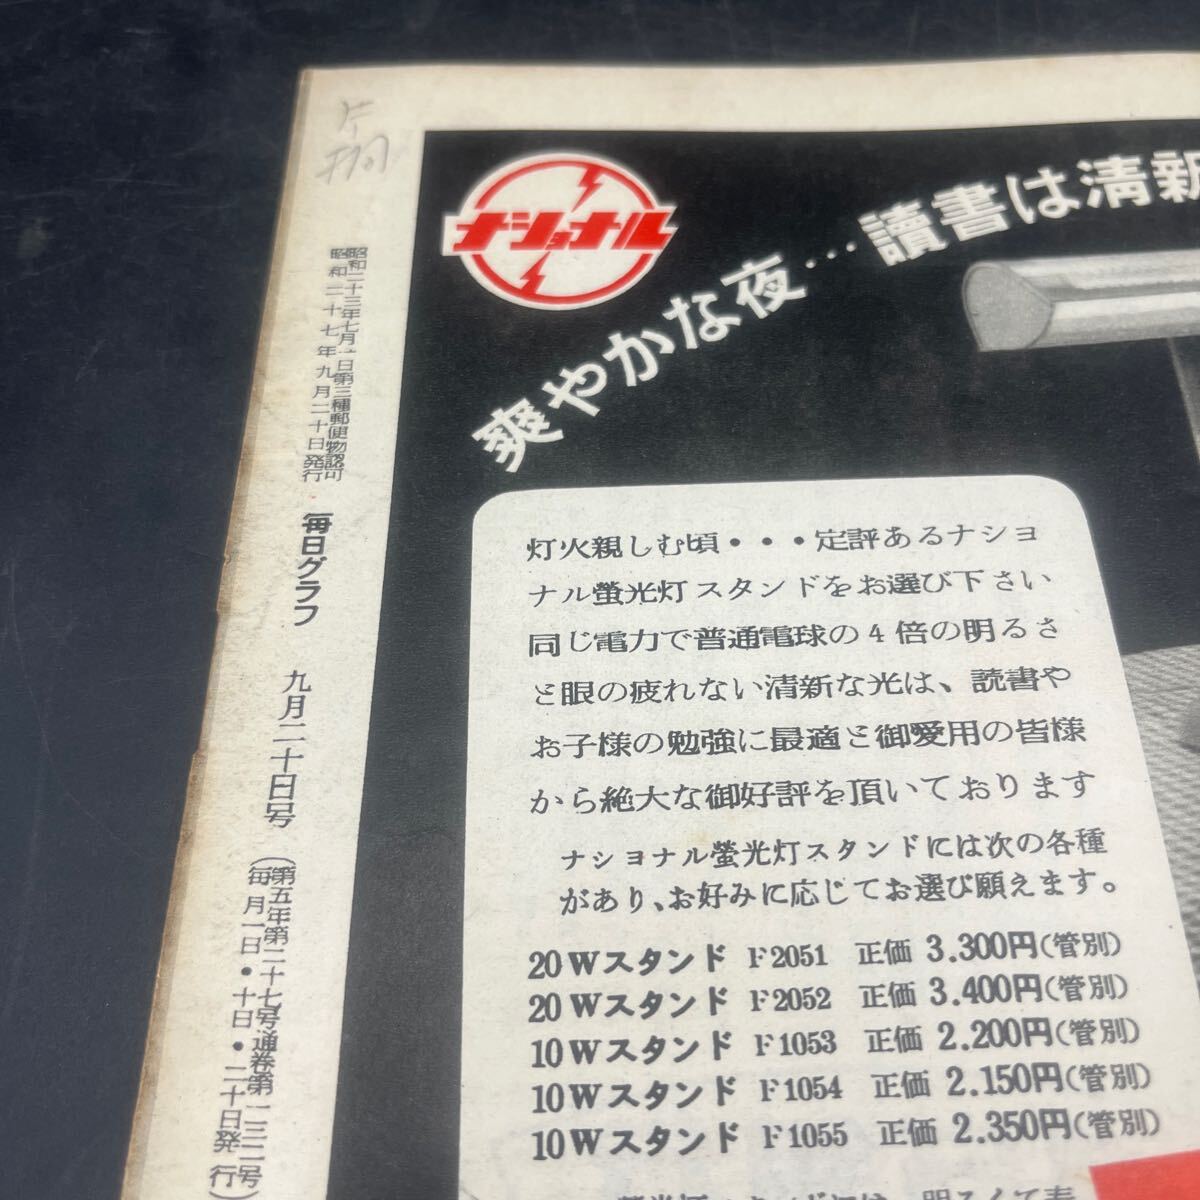 昭和二十三年七月一日第三種郵便物認可
昭和二十七年九月二十日発行
毎日グラフ 九月二十日号
(第五年第二十七号通巻第一三二号
毎月一日・十日・二十日発行)
ナショナル
爽やかな夜…讀書は清新
灯火親しむ頃・・・定評あるナショ
ナル螢光灯スタンドをお選び下さい
同じ電力で普通電球の4倍の明るさ
と眼の疲れない清新な光は、読書や
お子様の勉強に最適と御愛用の皆様
から絶大な御好評を頂いております
ナショナル螢光灯スタンドには次の各種
があり、お好みに応じてお選び願えます。
20Wスタンド F2051 正価 3.300円(管別)
20Wスタンド F2052 正価 3.400円(管別)
10Wスタンド F1053 正価 2.200円(管別)
10Wスタンド F1054 正価 2.150円(管別)
10Wスタンド F1055 正価 2.350円(管別)